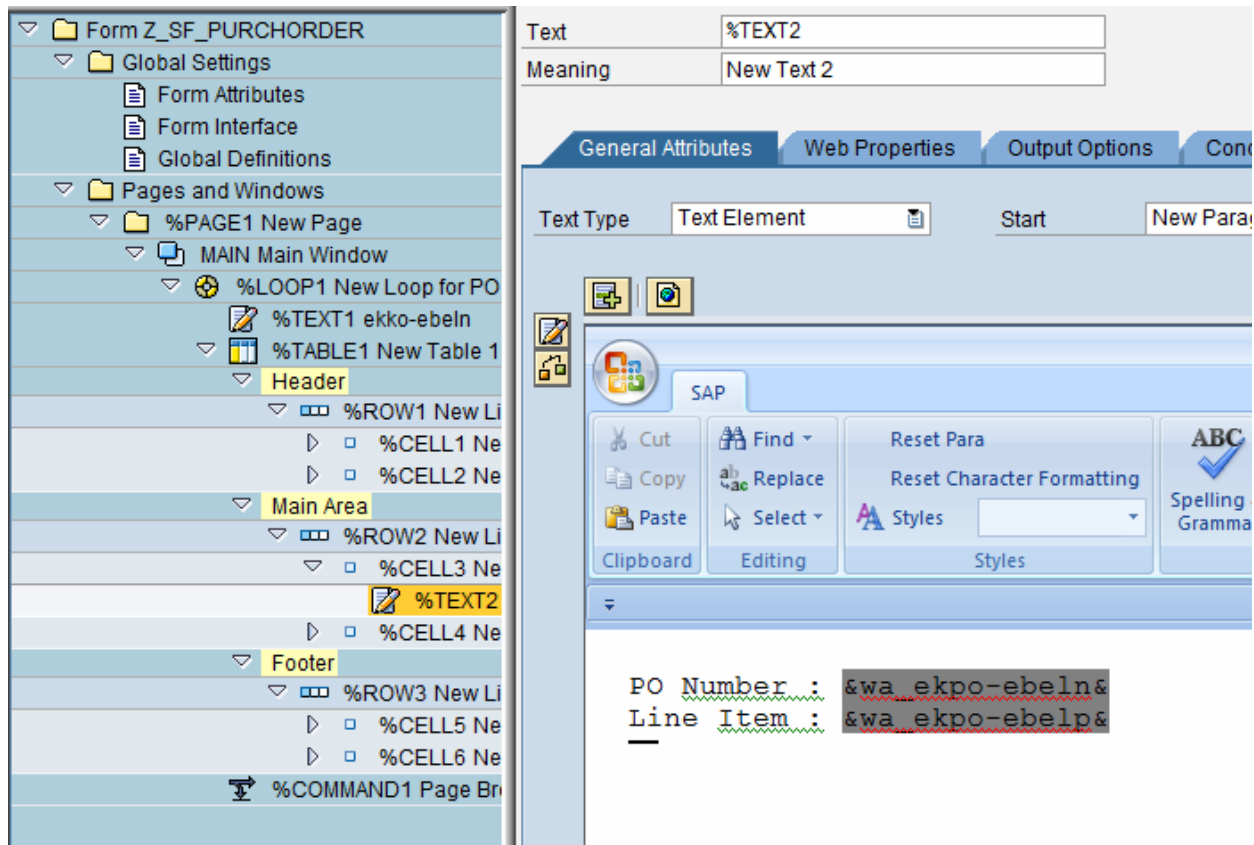 Form Z_SF_PURCHORDER
Global Settings
Form Attributes
Form Interface
Global Definitions
Pages and Windows
%PAGE1 New Page
MAIN Main Window
%LOOP1 New Loop for PO
%TEXT1 ekko-ebeln
%TABLE1 New Table 1
Header
%ROW1 New Li
%CELL1 Ne
%CELL2 Ne
Main Area
%ROW2 New Li
%CELL3 Ne
%TEXT2
%CELL4 Ne
Footer
%ROW3 New Li
%CELL5 Ne
%CELL6 Ne
%COMMAND1 Page Br
Text %TEXT2
Meaning New Text 2
General Attributes Web Properties Output Options Conc
Text Type Text Element Start New Parag
SAP
Cut Find Reset Para ABC
Copy Replace Reset Character Formatting
Paste Select Styles Spelling &
Gramma
Clipboard Editing Styles
PO Number : &wa_ekpo-ebeln&
Line Item : &wa_ekpo-ebelp&